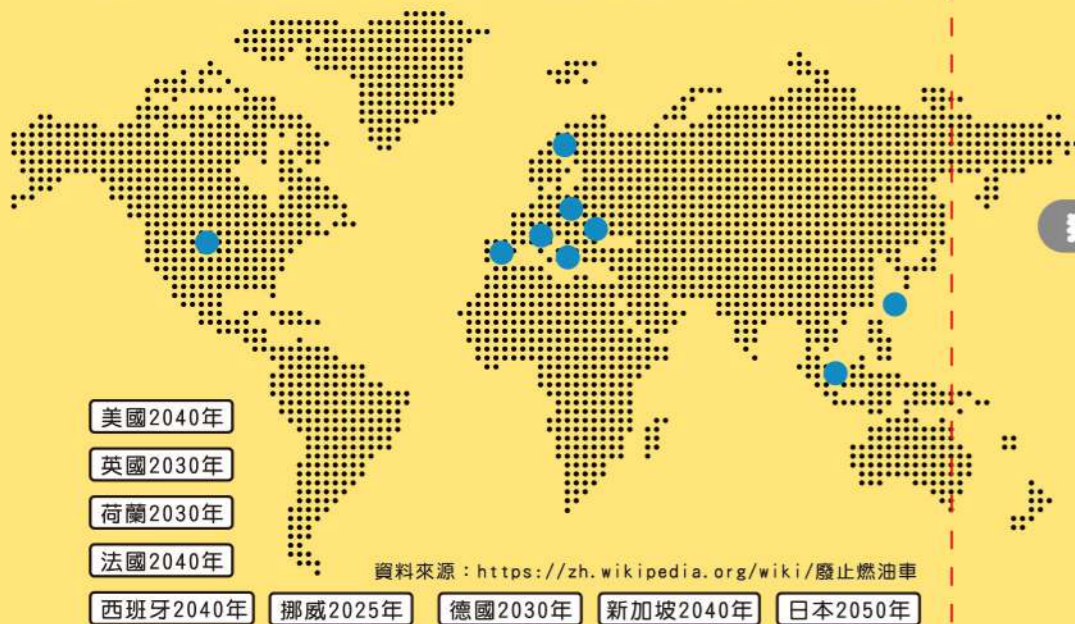 美國2040年
英國2030年
荷蘭2030年
法國2040年
資料來源：https://zh.wikipedia.org/wiki/廢止燃油車
西班牙2040年
挪威2025年
德國2030年
新加坡2040年
日本2050年